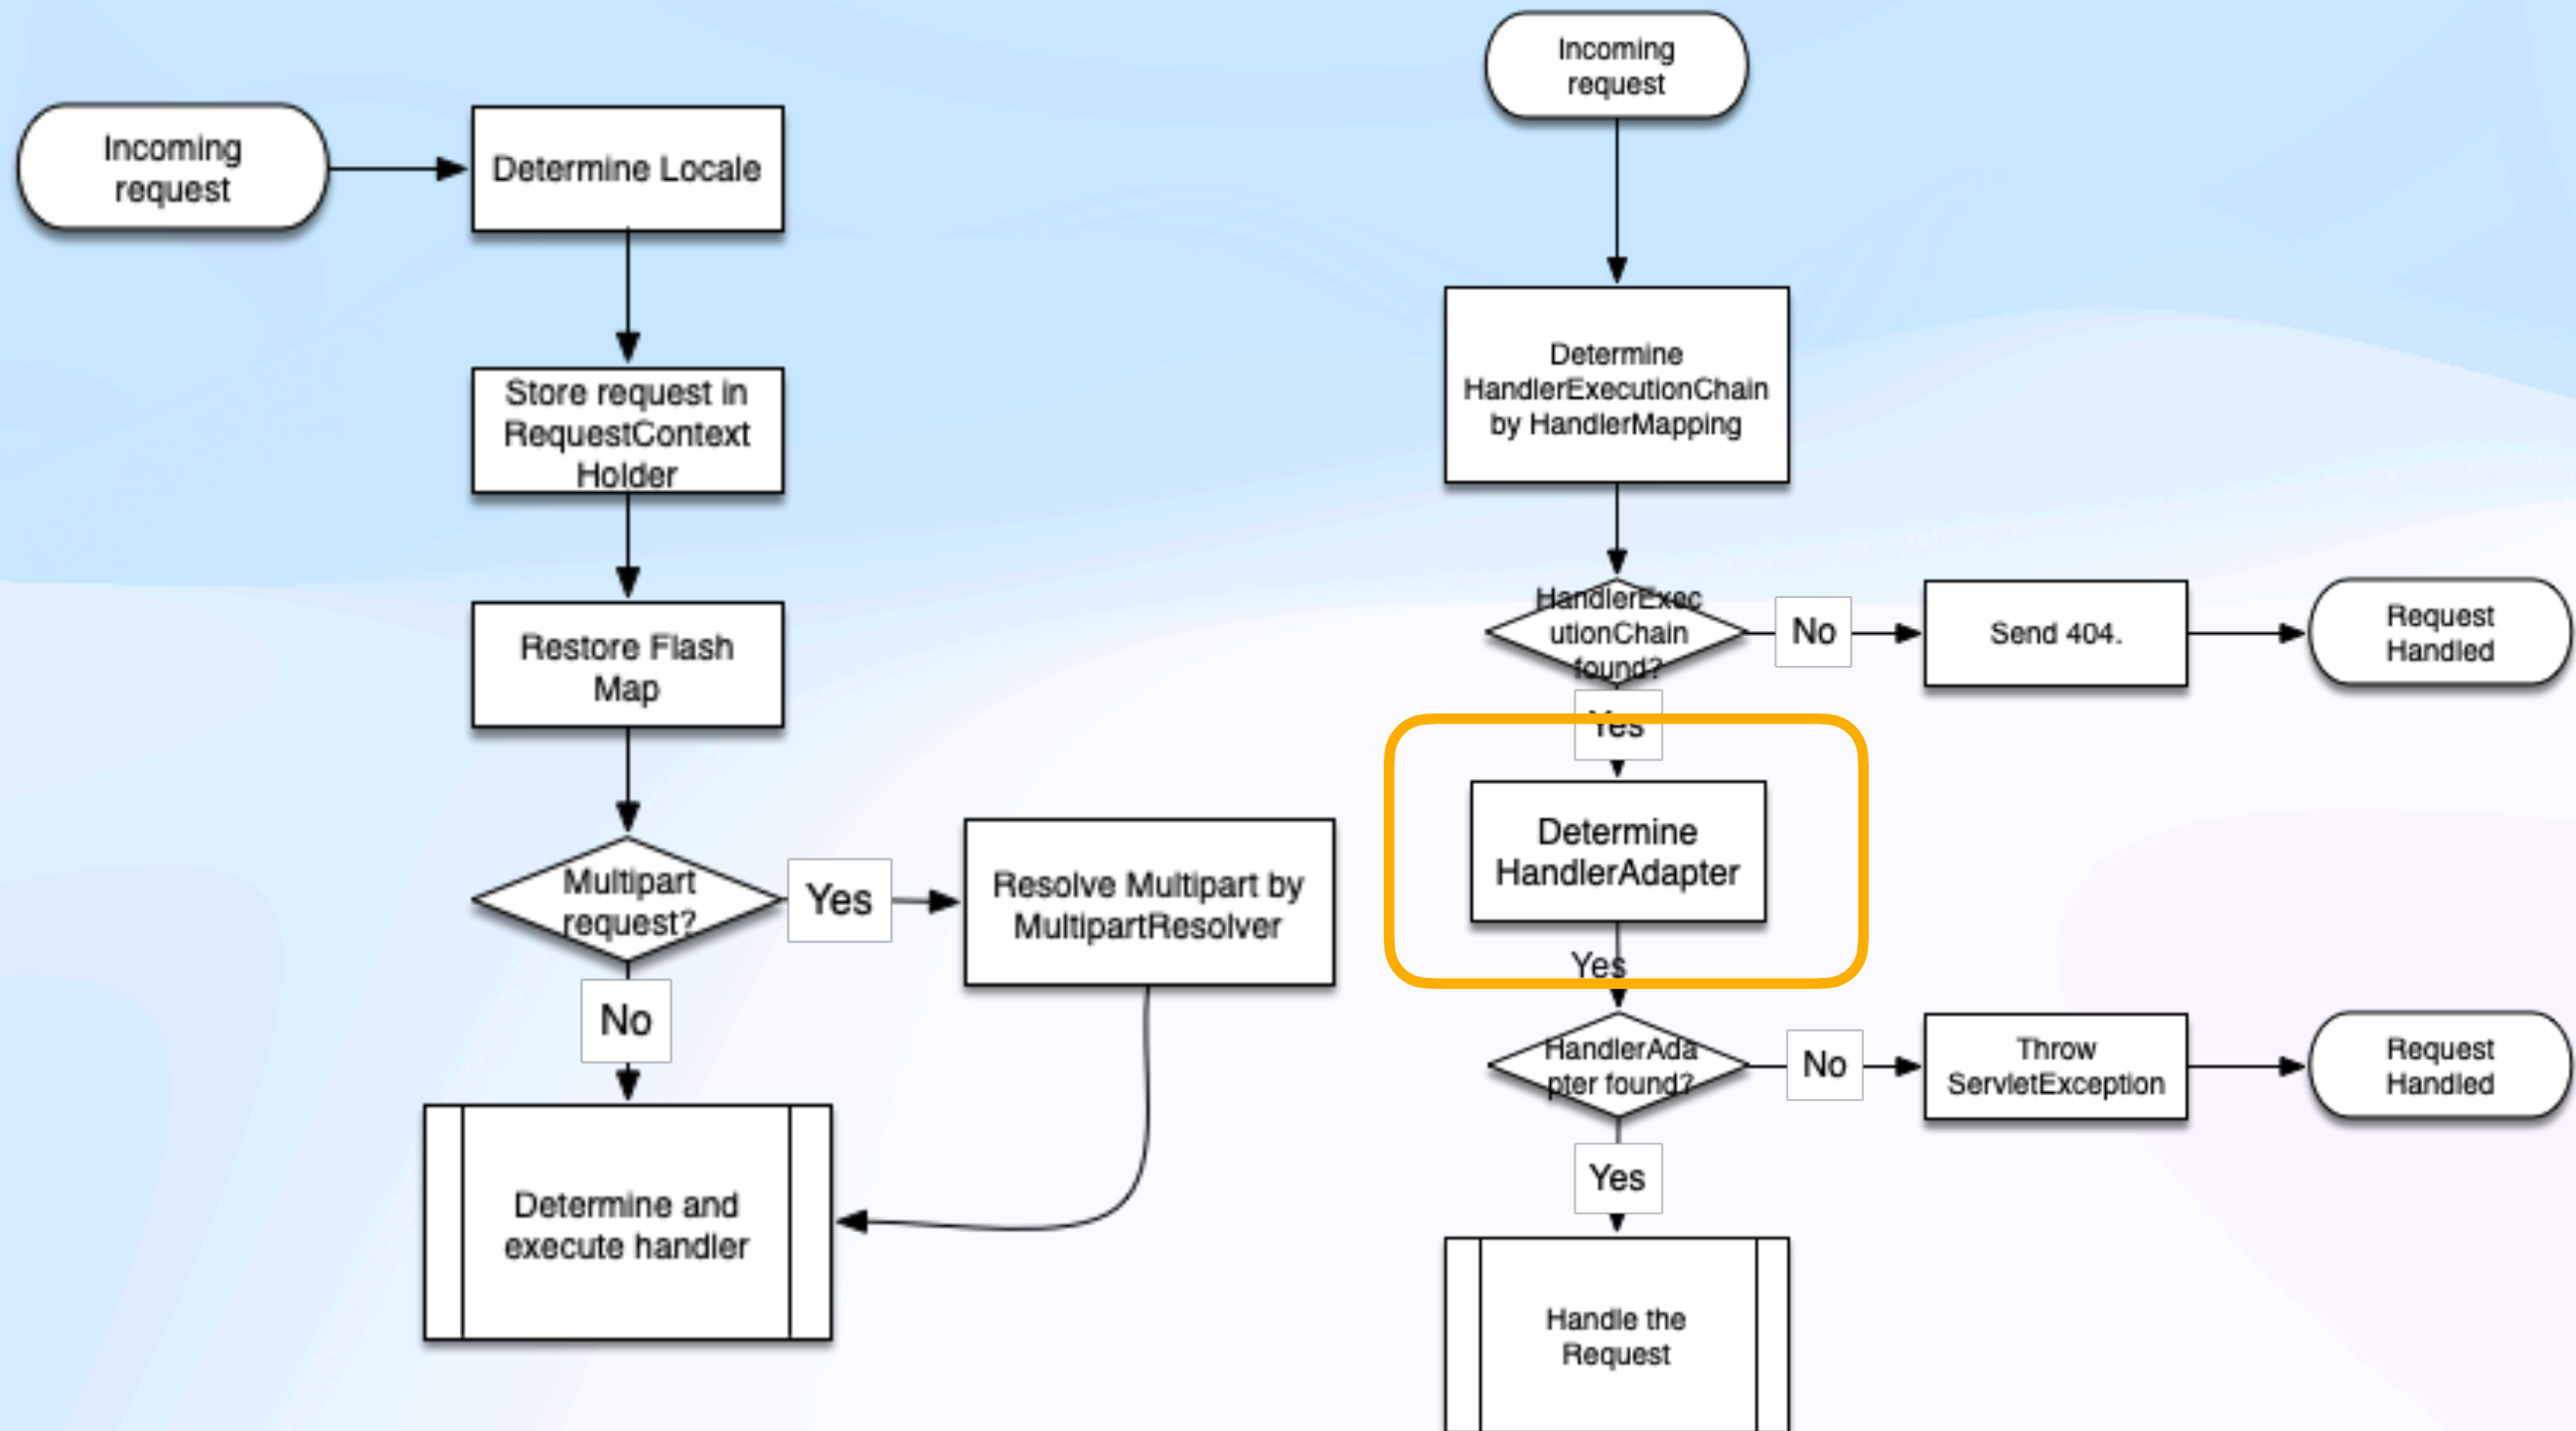 Incoming
request
Determine Locale
Store request in
RequestContext
Holder
Restore Flash
Map
Multipart
request?
Yes
Resolve Multipart by
MultipartResolver
No
Determine and
execute handler
Incoming
request
Determine
HandlerExecutionChain
by HandlerMapping
HandlerExec
utionChain
found?
No
Send 404.
Request
Handled
Yes
Determine
HandlerAdapter
Yes
HandlerAda
pter found?
No
Throw
ServletException
Request
Handled
Yes
Handle the
Request